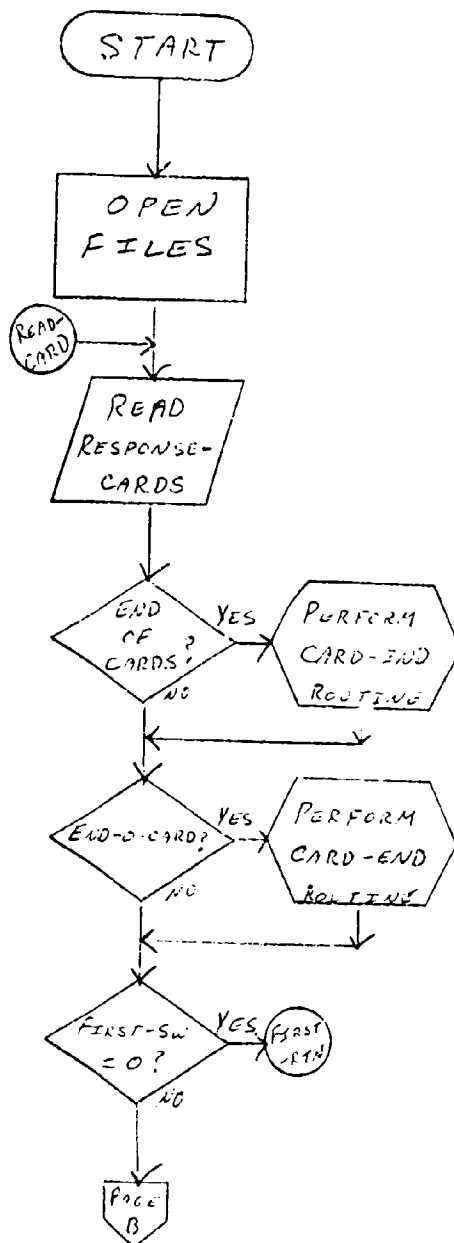 START
OPEN
FILES
READ-
CARD
READ
RESPONSE-
CARDS
END
OF
CARDS?
YES
NO
PERFORM
CARD-END
ROUTINE
END-O-CARD?
YES
NO
PERFORM
CARD-END
ROUTINE
FIRST-SW
= 0?
YES
NO
FIRST
-RTN
PAGE
B